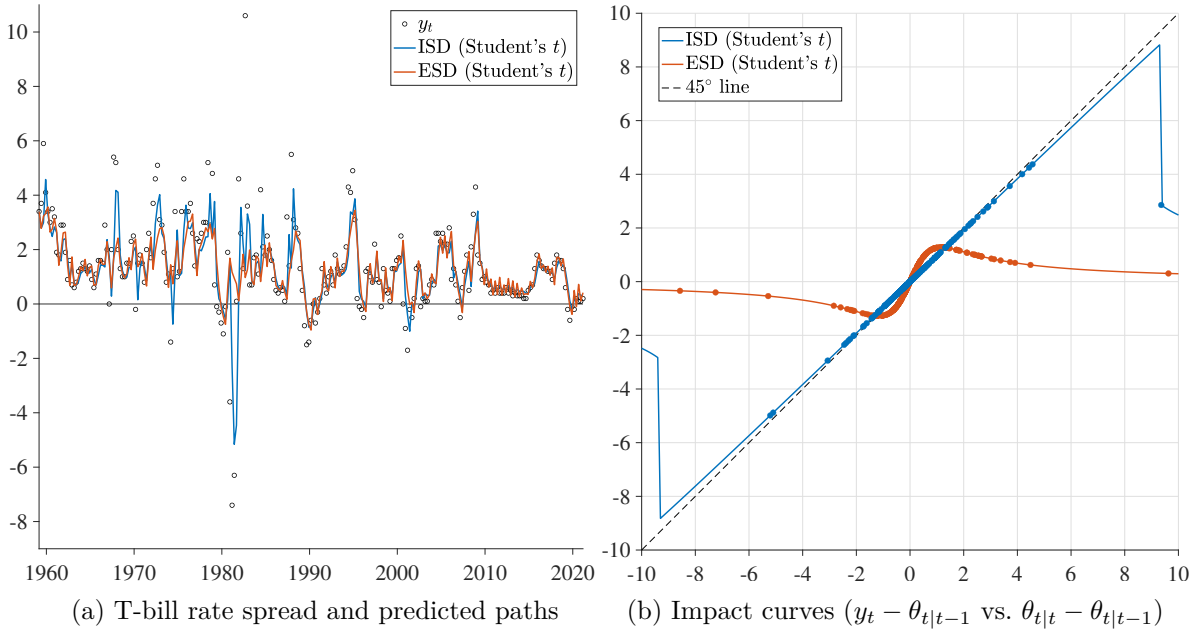 8
6
4
2
0
-2
-4
-6
-8
1960 1970 1980 1990 2000 2010 2020
y_t
ISD (Student's t)
ESD (Student's t)
(a) T-bill rate spread and predicted paths
10
8
6
4
2
0
-2
-4
-6
-8
-10
-10 -8 -6 -4 -2 0 2 4 6 8 10
ISD (Student's t)
ESD (Student's t)
45° line
(b) Impact curves (y_t − θ_{t|t−1} vs. θ_{t|t} − θ_{t|t−1})